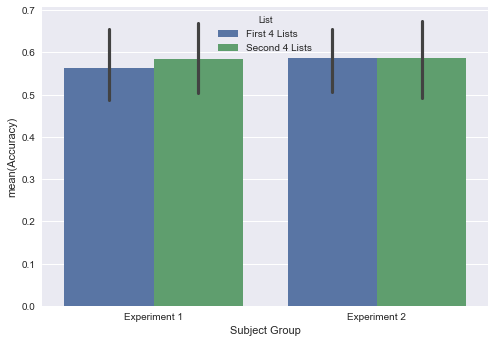 0.7
0.6
0.5
0.4
0.3
0.2
0.1
0.0
mean(Accuracy)
List
First 4 Lists
Second 4 Lists
Experiment 1
Experiment 2
Subject Group